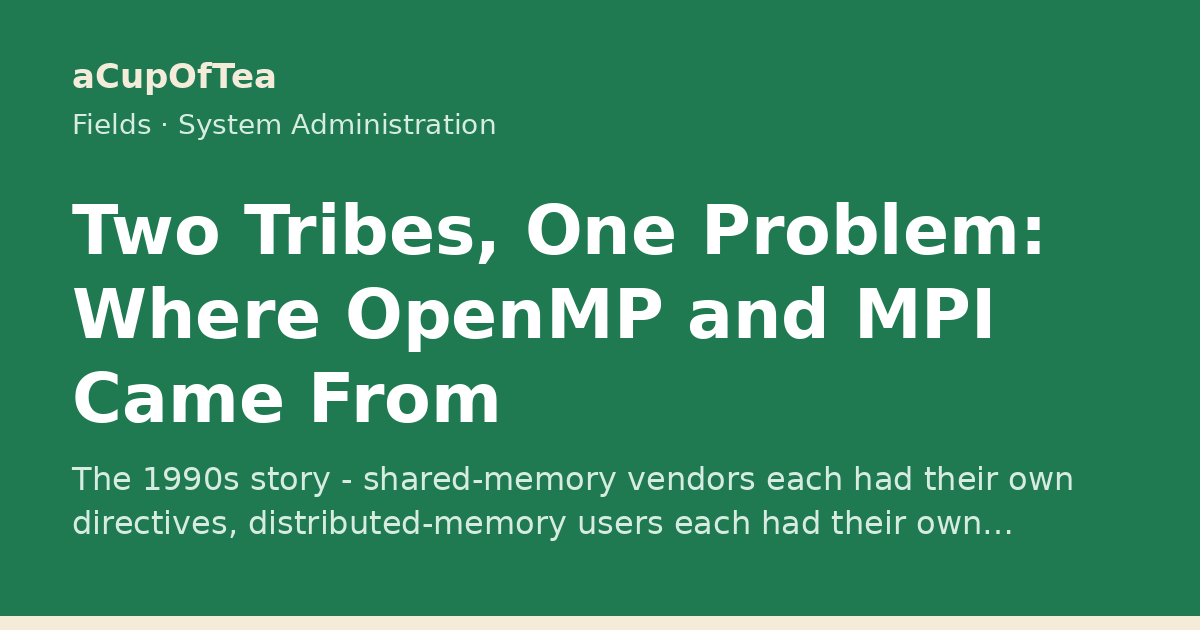 aCupOfTea
Fields · System Administration
Two Tribes, One Problem:
Where OpenMP and MPI
Came From
The 1990s story - shared-memory vendors each had their own
directives, distributed-memory users each had their own...